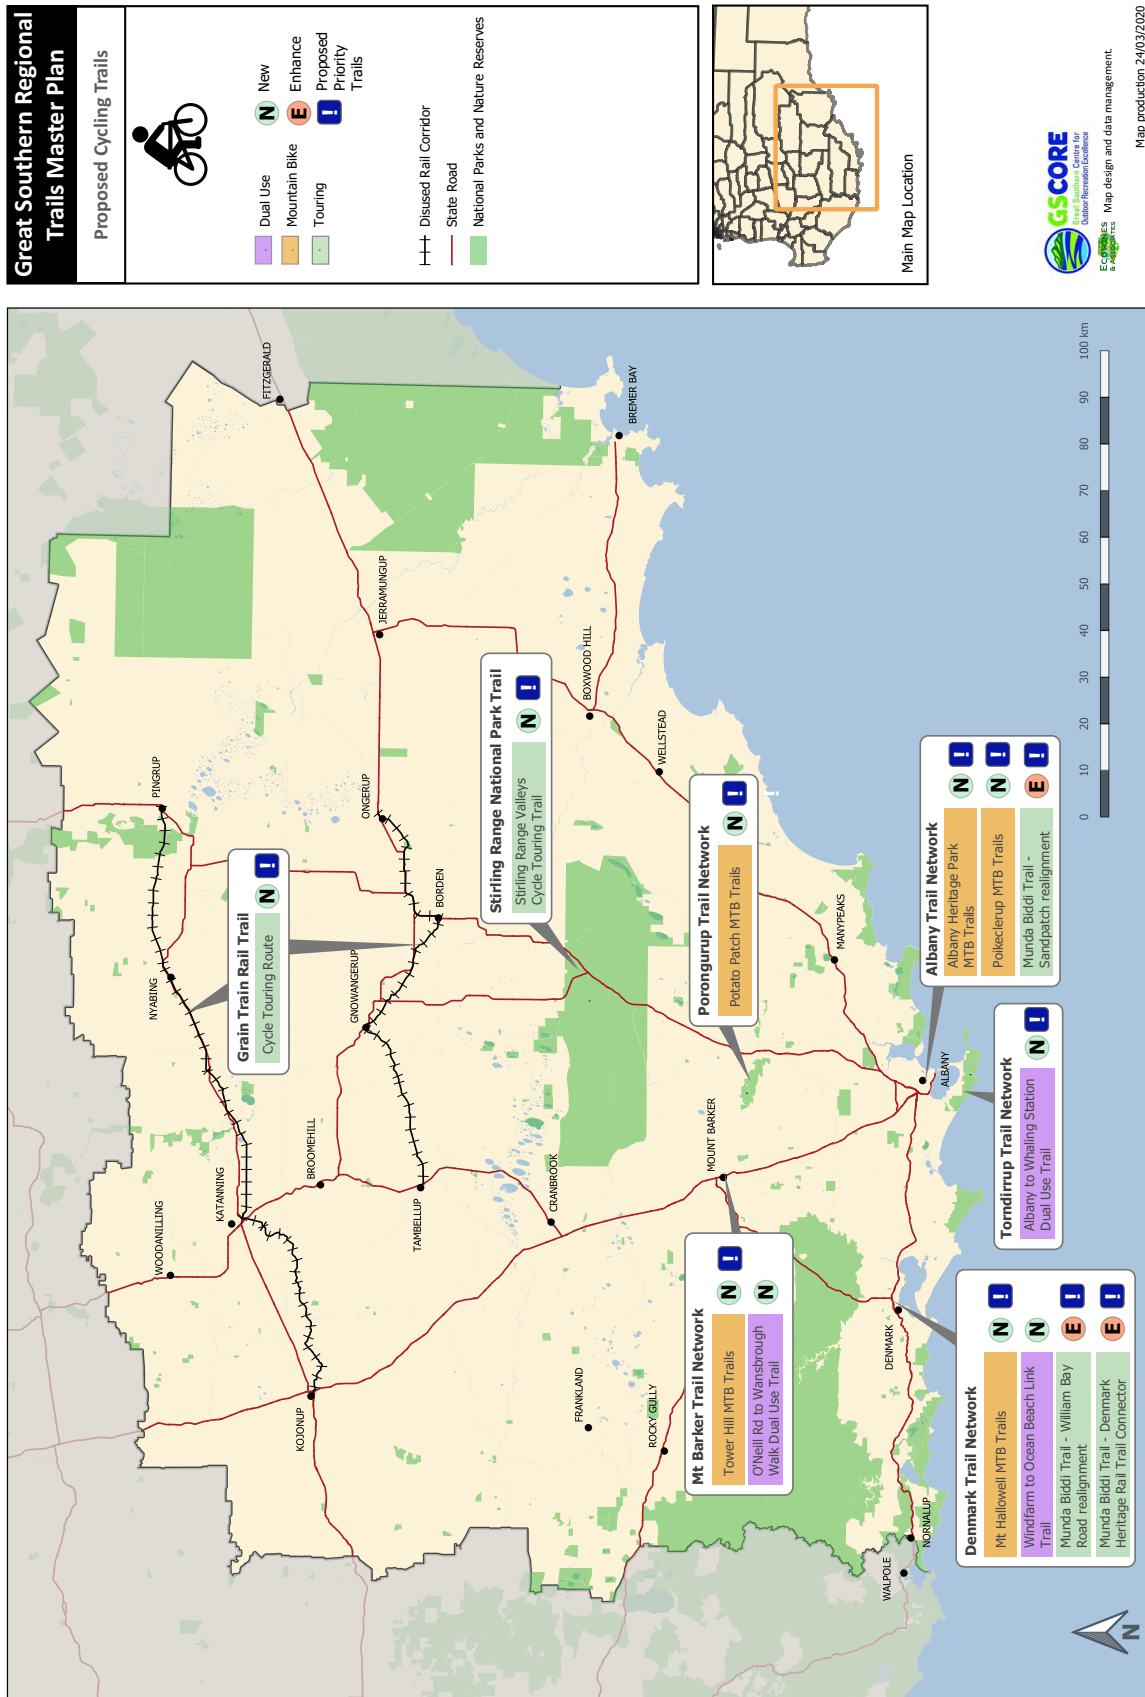 Great Southern Regional
Trails Master Plan
Proposed Cycling Trails
Dual Use
Mountain Bike
Touring
N New
E Enhance
! Proposed
Priority
Trails
Disused Rail Corridor
State Road
National Parks and Nature Reserves
Main Map Location
GSCORE
Great Southern Centre for
Outdoor Recreation Excellence
ECOTONES
& ASSOCIATES
Map design and data management.
Map production 24/03/2020
FITZGERALD
BREMER BAY
JERRAMUNGUP
BOXWOOD HILL
WELLSTEAD
PINGRUP
ONGERUP
BORDEN
NYABING
GNOWANGERUP
MANYPEAKS
ALBANY
KATANNING
BROOMEHILL
TAMBELLUP
CRANBROOK
MOUNT BARKER
WOODANILLING
KOJONUP
FRANKLAND
ROCKY GULLY
DENMARK
NORNALUP
WALPOLE
Grain Train Rail Trail
Cycle Touring Route
N !
Stirling Range National Park Trail
Stirling Range Valleys
Cycle Touring Trail
N !
Porongurup Trail Network
Potato Patch MTB Trails
N !
Albany Trail Network
Albany Heritage Park
MTB Trails
N !
Poikeclerup MTB Trails
N !
Munda Biddi Trail -
Sandpatch realignment
E !
Torndirrup Trail Network
Albany to Whaling Station
Dual Use Trail
N !
Mt Barker Trail Network
Tower Hill MTB Trails
N !
O'Neill Rd to Wansbrough
Walk Dual Use Trail
N
Denmark Trail Network
Mt Hallowell MTB Trails
N !
Windfarm to Ocean Beach Link
Trail
N
Munda Biddi Trail - William Bay
Road realignment
E !
Munda Biddi Trail - Denmark
Heritage Rail Trail Connector
E !
0 10 20 30 40 50 60 70 80 90 100 km
N